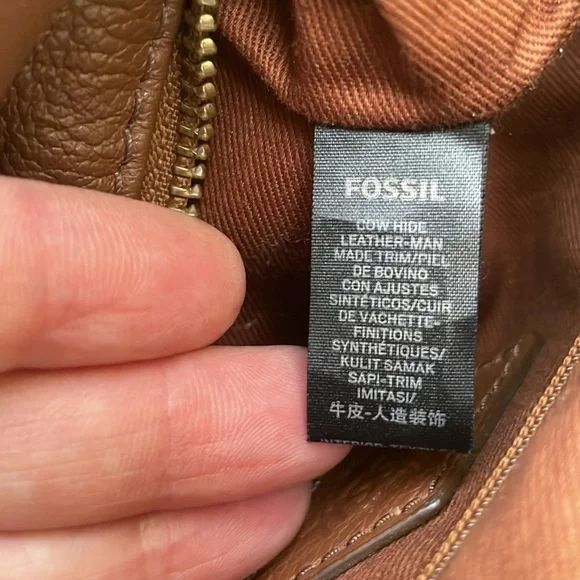 FOSSIL
COW HIDE
LEATHER-MAN
MADE TRIM/PIEL
DE BOVINO
CON AJUSTES
SINTÉTICOS/CUIR
DE VACHETTE-
FINITIONS
SYNTHÉTIQUES/
KULIT SAMAK
SAPI-TRIM
IMITASI/
牛皮-人造装饰
INTERIOR: